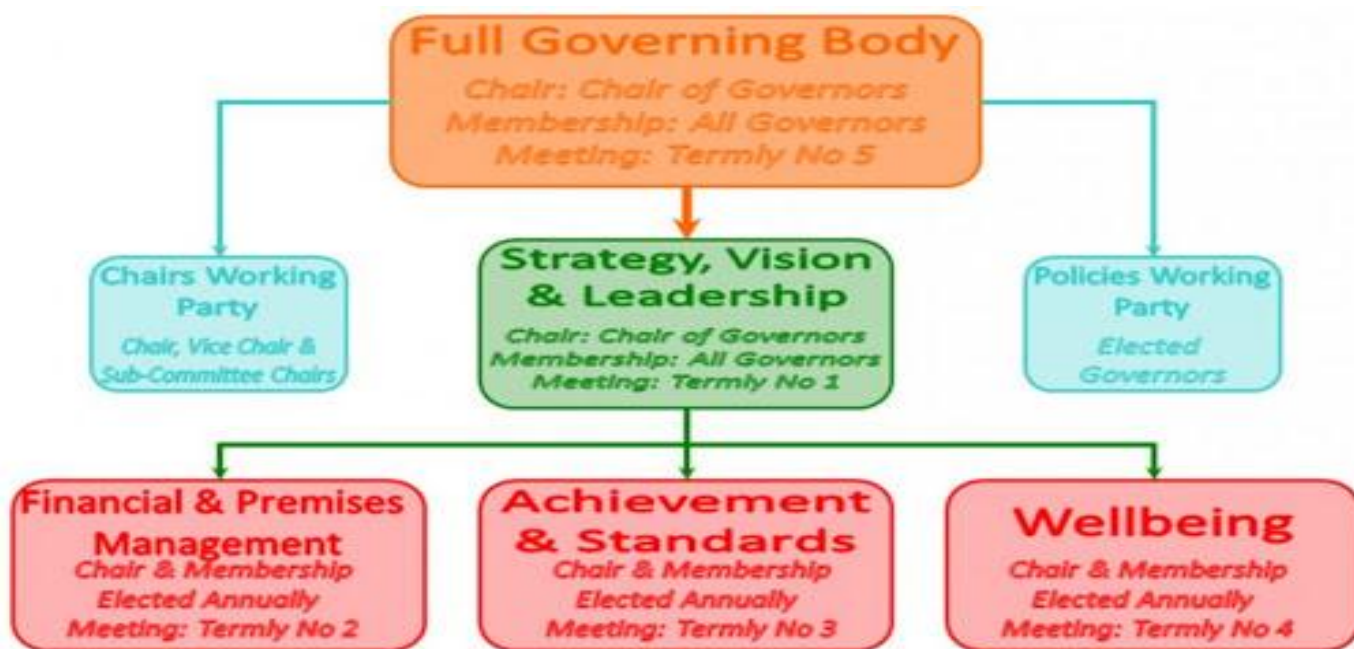 Full Governing Body
Chair: Chair of Governors
Membership: All Governors
Meeting: Termly No 5
Chairs Working
Party
Chair, Vice Chair &
Sub-Committee Chairs
Strategy, Vision
& Leadership
Chair: Chair of Governors
Membership: All Governors
Meeting: Termly No 1
Policies Working
Party
Elected
Governors
Financial & Premises
Management
Chair & Membership
Elected Annually
Meeting: Termly No 2
Achievement
& Standards
Chair & Membership
Elected Annually
Meeting: Termly No 3
Wellbeing
Chair & Membership
Elected Annually
Meeting: Termly No 4